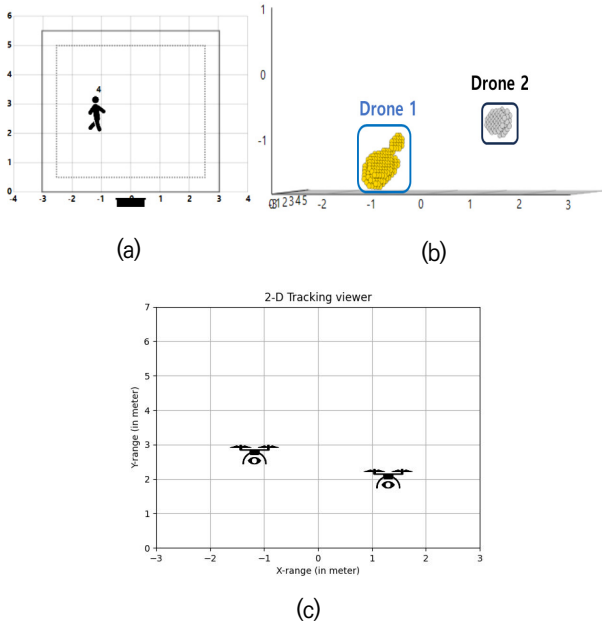 6
5
4
3
2
1
0
4
-4 -3 -2 -1 0 1 2 3 4
(a)
1
0
-1
Drone 1
Drone 2
-2 -1 0 1 2 3
(b)
2-D Tracking viewer
Y-range (in meter)
7
6
5
4
3
2
1
0
−3 −2 −1 0 1 2 3
X-range (in meter)
(c)